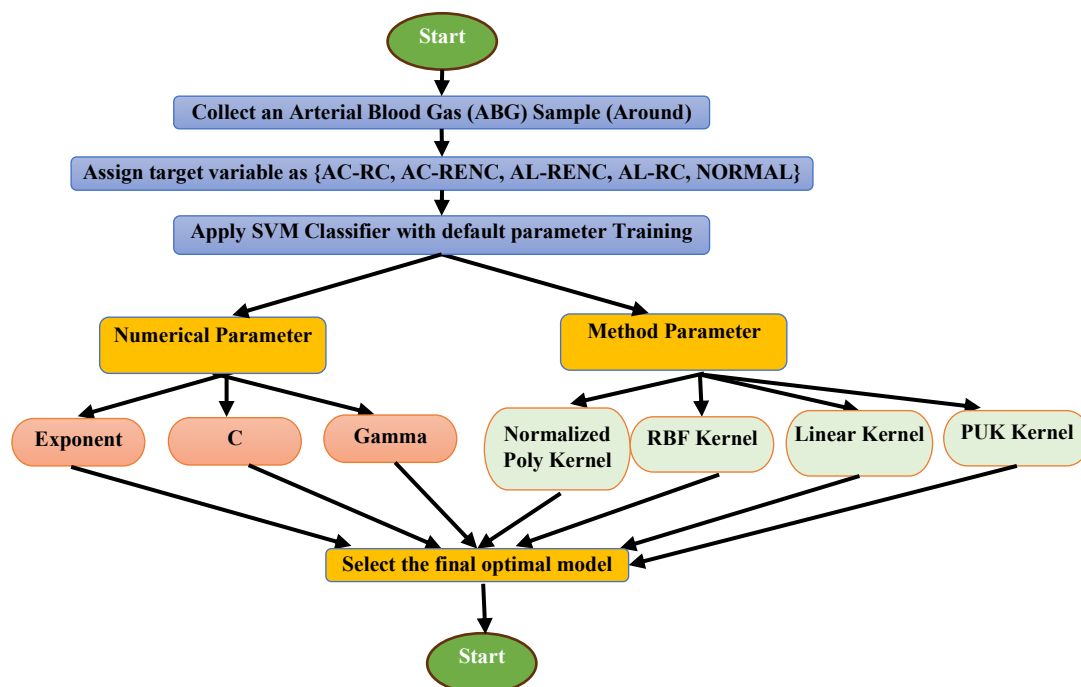 Start
Collect an Arterial Blood Gas (ABG) Sample (Around)
Assign target variable as {AC-RC, AC-RENC, AL-RENC, AL-RC, NORMAL}
Apply SVM Classifier with default parameter Training
Numerical Parameter
Method Parameter
Exponent
C
Gamma
Normalized
Poly Kernel
RBF Kernel
Linear Kernel
PUK Kernel
Select the final optimal model
Start